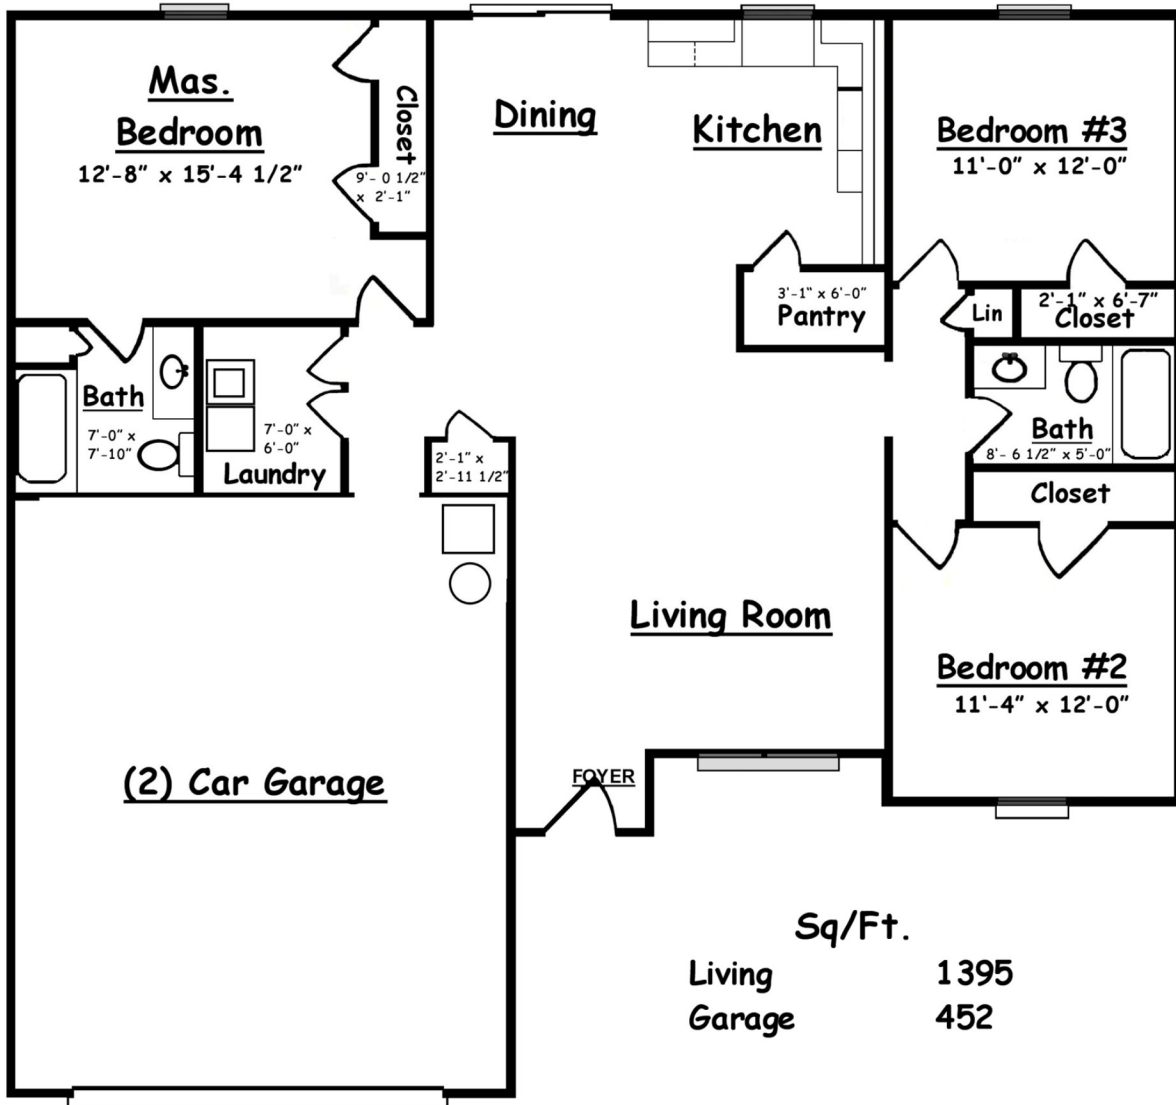 Mas.
Bedroom
12'-8" x 15'-4 1/2"
Closet
9'- 0 1/2"
x 2'-1"
Dining
Kitchen
Bedroom #3
11'-0" x 12'-0"
3'-1" x 6'-0"
Pantry
Lin
2'-1" x 6'-7"
Closet
Bath
7'-0" x
7'-10"
7'-0" x
6'-0"
Laundry
2'-1" x
2'-11 1/2"
Bath
8'- 6 1/2" x 5'-0"
Closet
Living Room
Bedroom #2
11'-4" x 12'-0"
(2) Car Garage
FOYER
Sq/Ft.
Living 1395
Garage 452